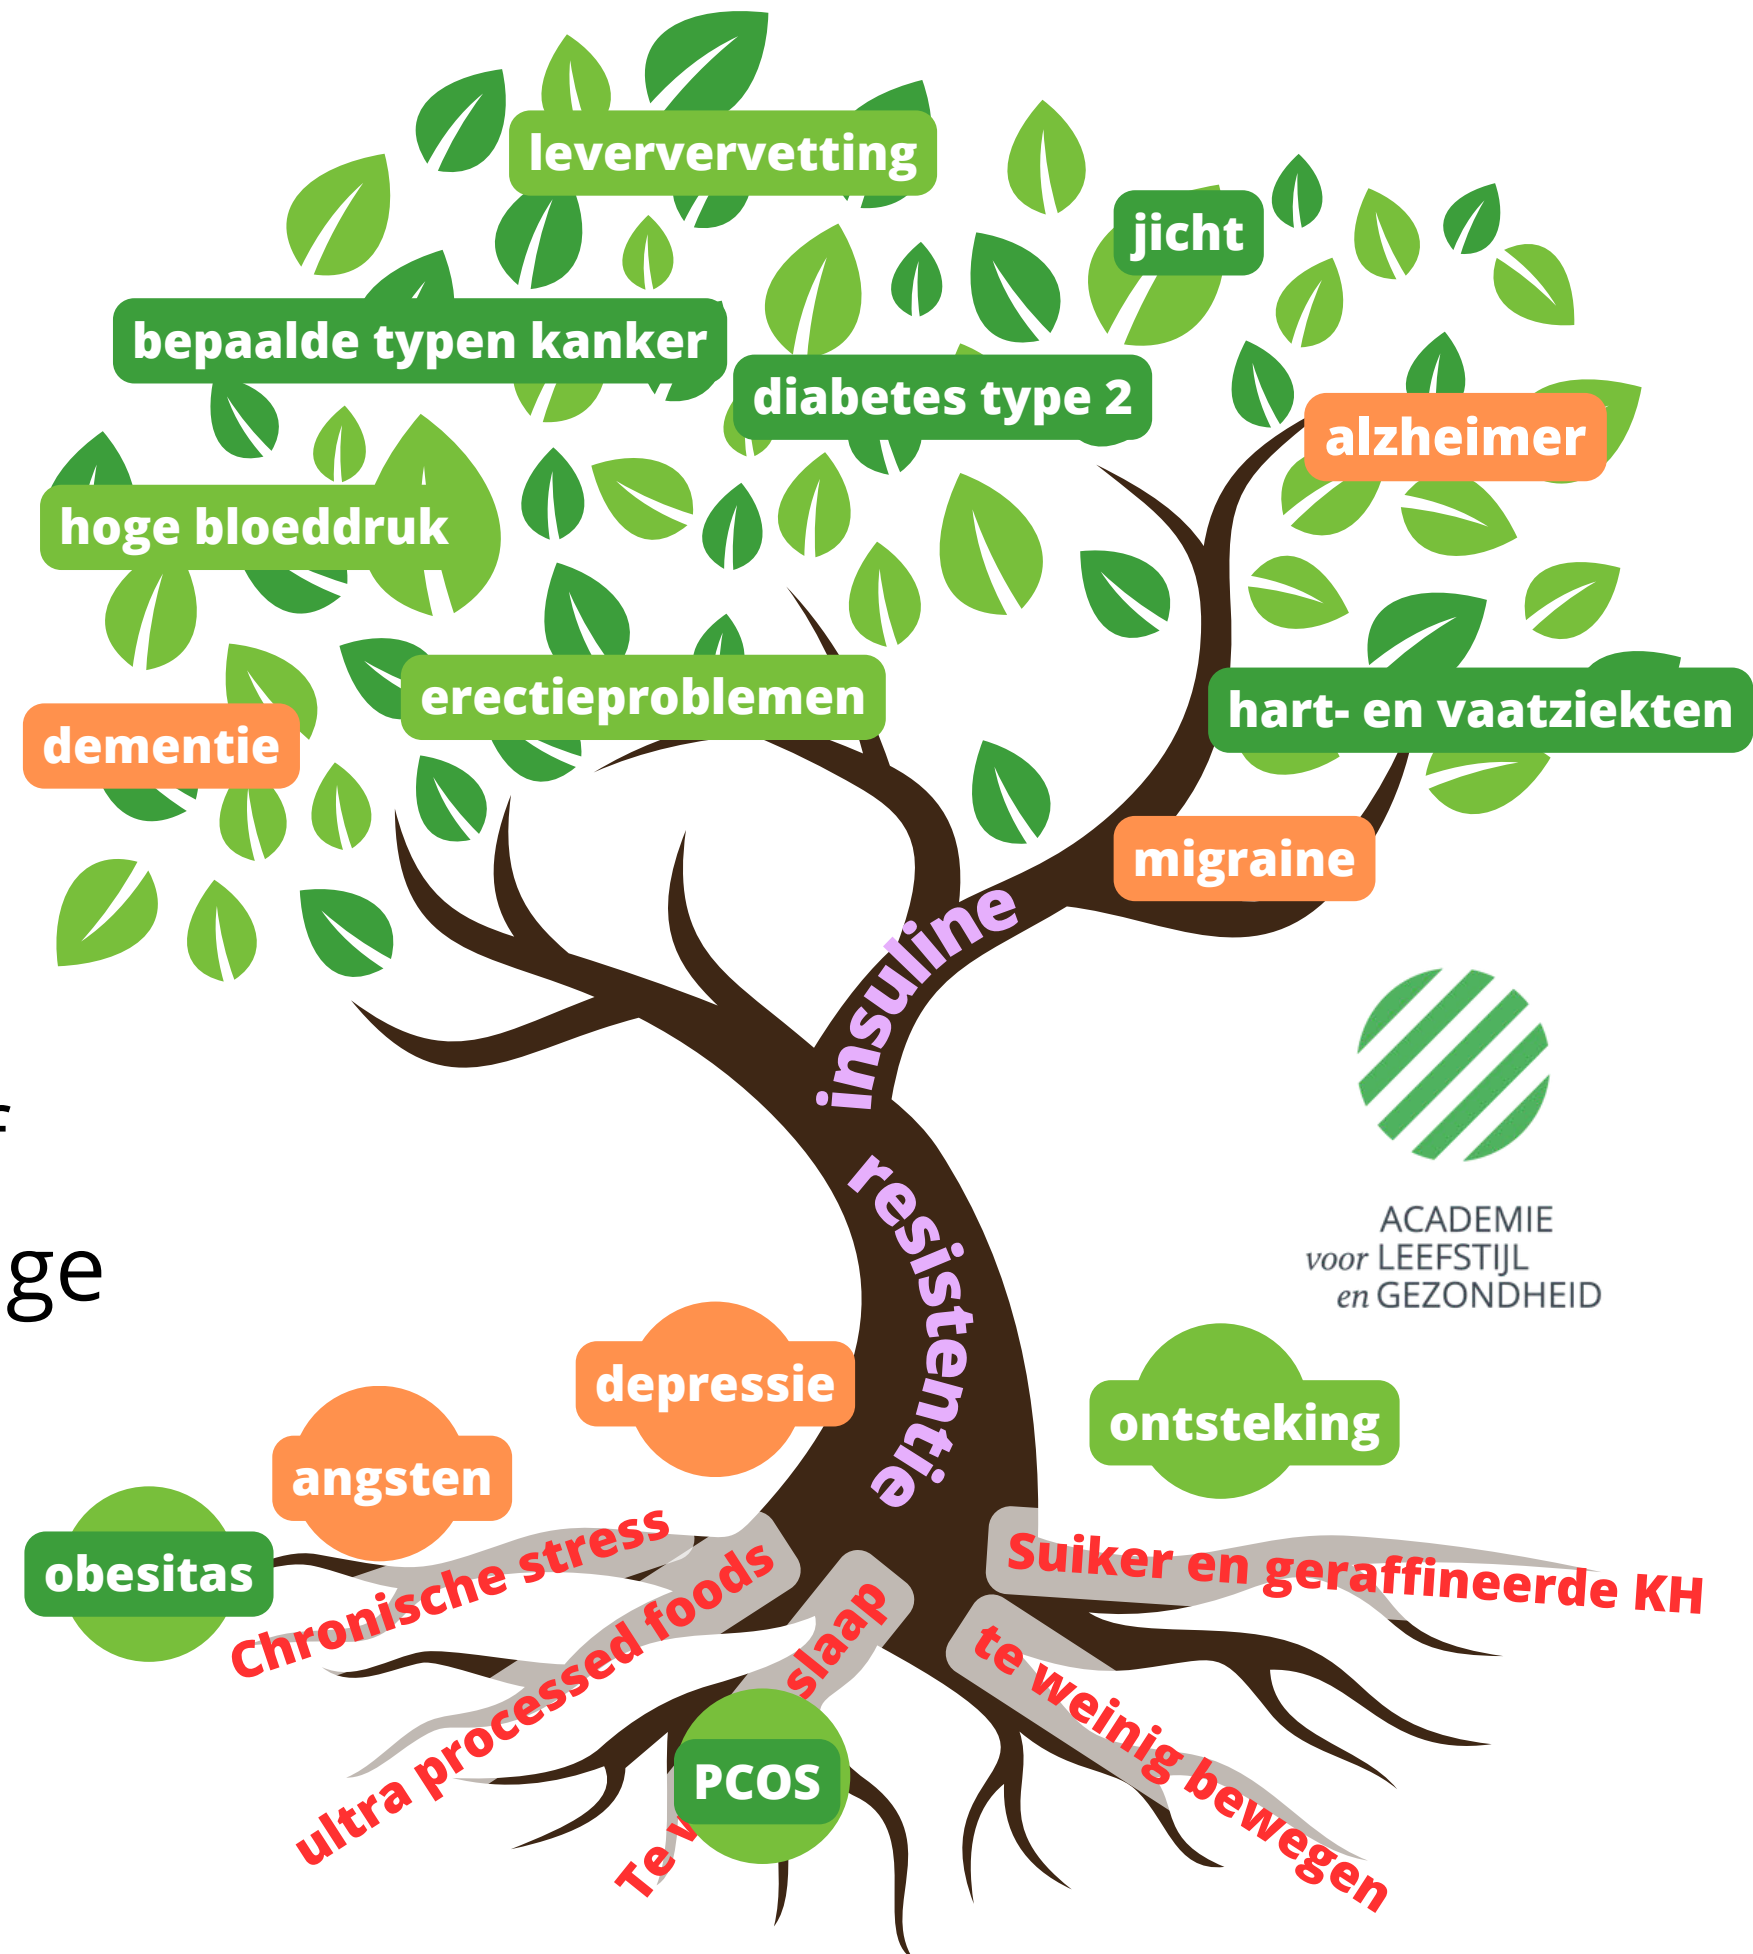 leververvetting
jicht
bepaalde typen kanker
diabetes type 2
alzheimer
hoge bloeddruk
erectieproblemen
hart- en vaatziekten
dementie
migraine
insuline
resistentie
ACADEMIE
voor LEEFSTIJL
en GEZONDHEID
ge
depressie
ontsteking
angsten
obesitas
Chronische stress
ultra processed foods
Te slaap
PCOS
te weinig bewegen
Suiker en geraffineerde KH